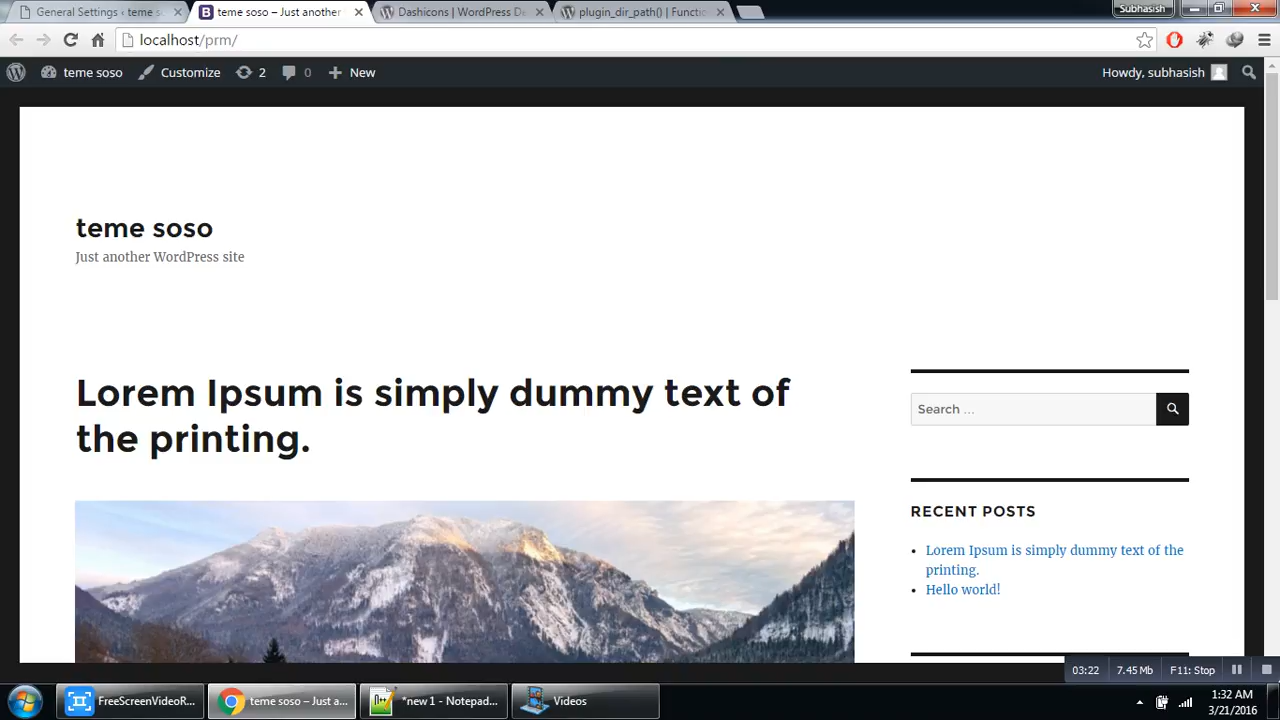 General Settings ‹ teme s
teme soso – Just another
Dashicons | WordPress De
plugin_dir_path() | Functi
Subhasish
localhost/prm/
teme soso
Customize
2
0
New
Howdy, subhasish
teme soso
Just another WordPress site
Lorem Ipsum is simply dummy text of
the printing.
Search …
RECENT POSTS
Lorem Ipsum is simply dummy text of the
printing.
Hello world!
03:22
7.45 Mb
F11: Stop
FreeScreenVideoR...
teme soso – Just a...
*new 1 - Notepad...
Videos
1:32 AM
3/21/2016